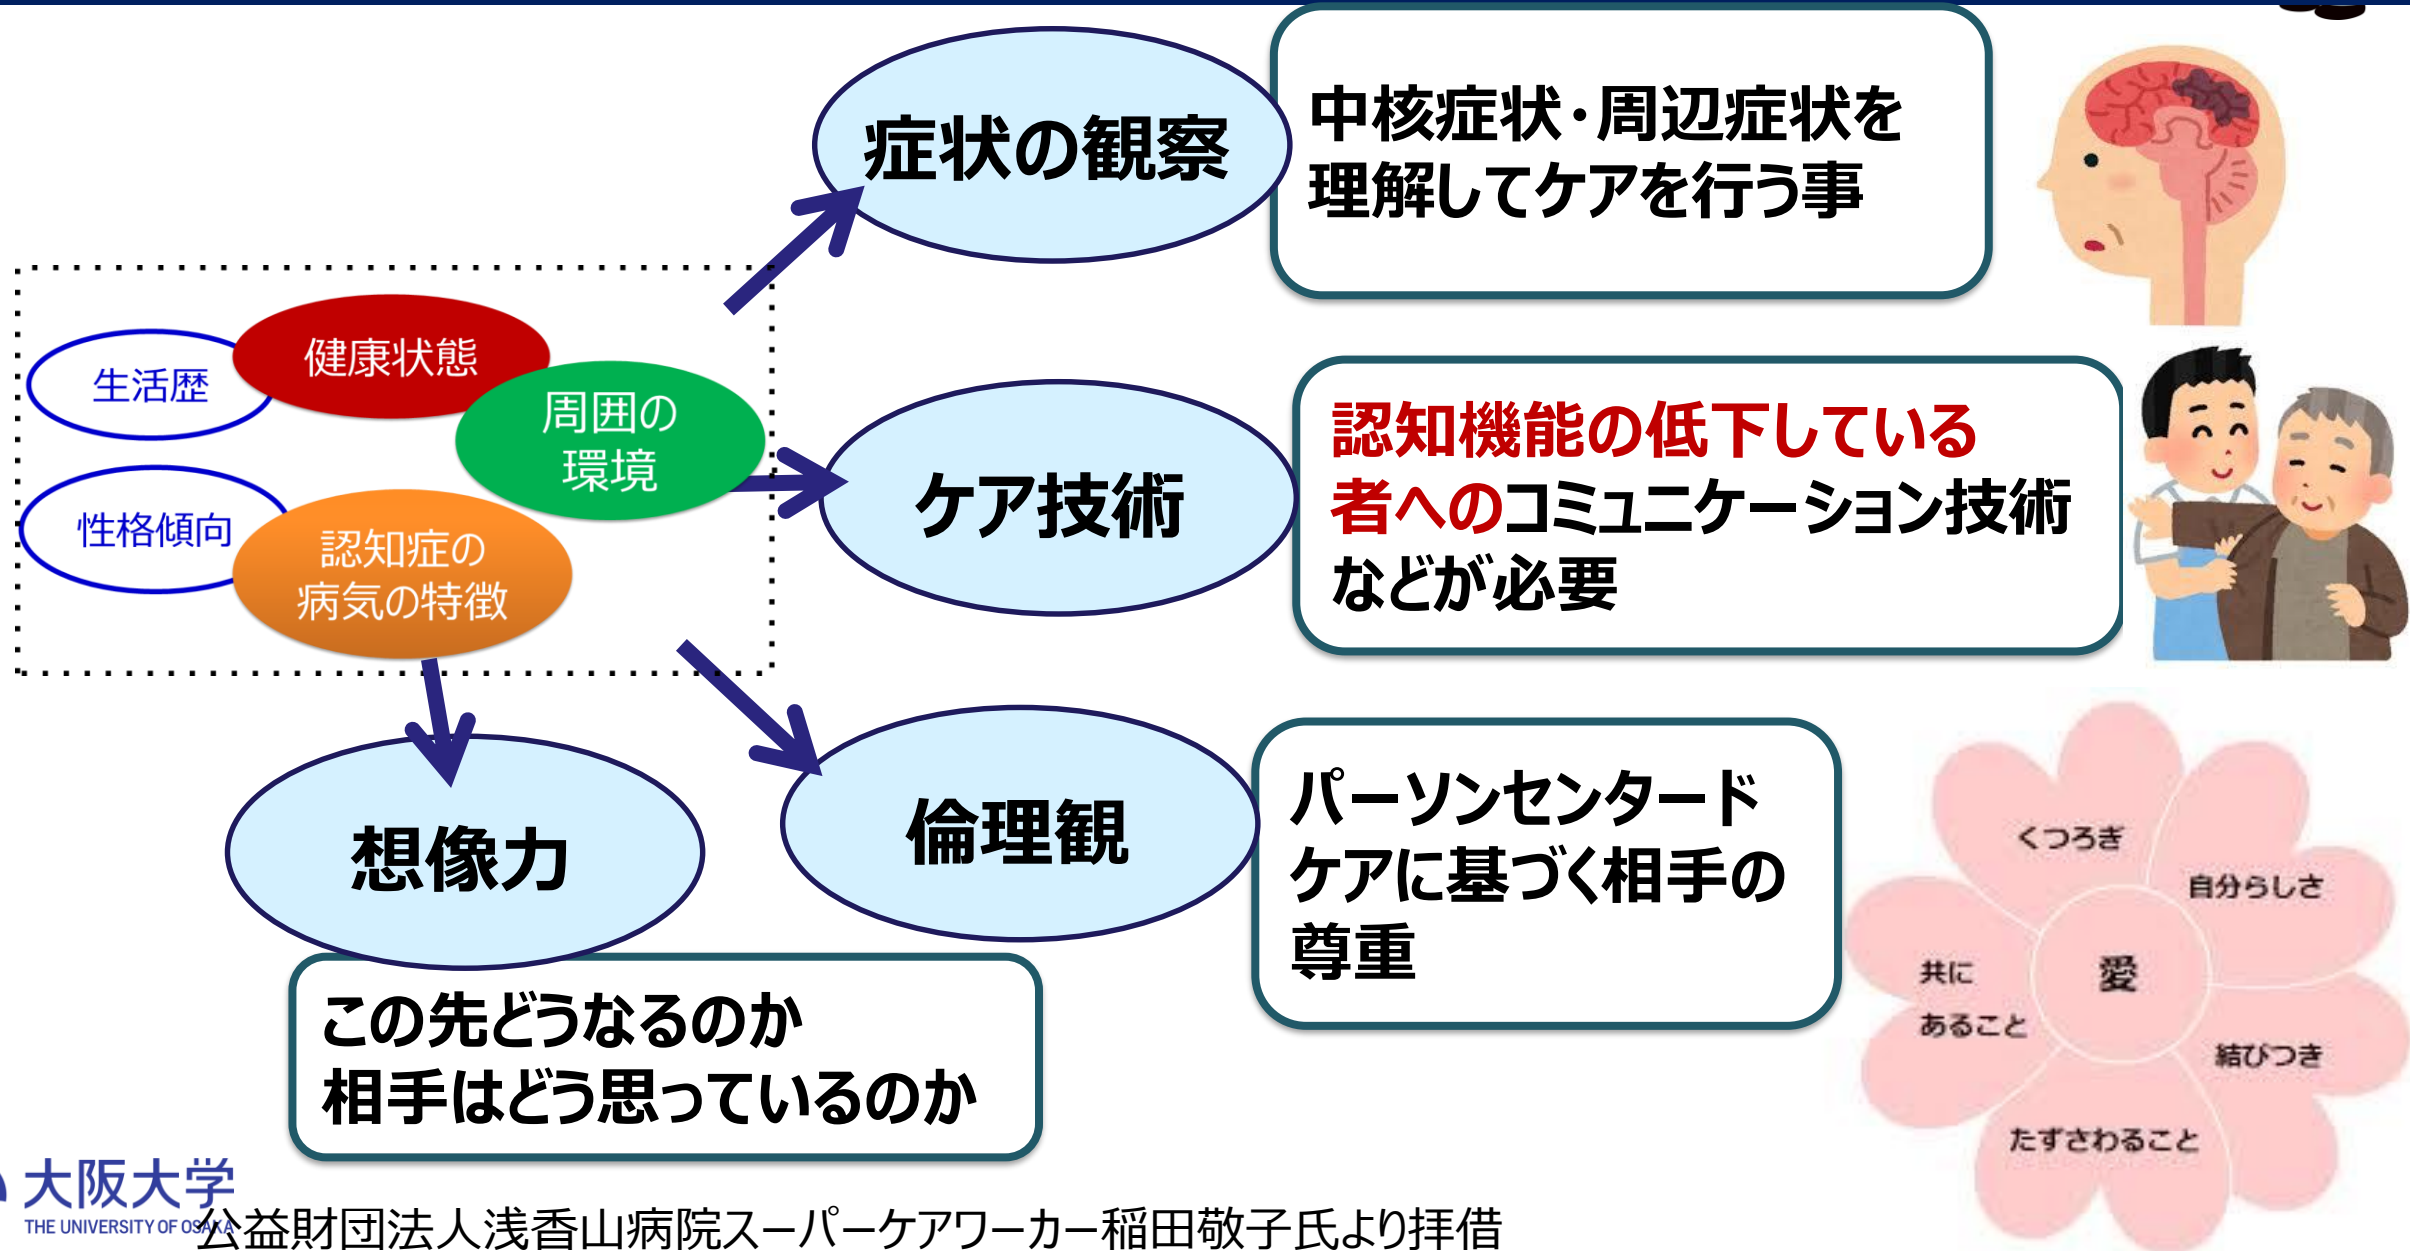 症状の観察
中核症状・周辺症状を
理解してケアを行う事
生活歴
健康状態
周囲の
環境
性格傾向
認知症の
病気の特徴
ケア技術
認知機能の低下している
者へのコミュニケーション技術
などが必要
想像力
この先どうなるのか
相手はどう思っているのか
倫理観
パーソンセンタード
ケアに基づく相手の
尊重
くつろぎ
自分らしさ
共に
あること
愛
結びつき
たずさわること
大阪大学
THE UNIVERSITY OF OSAKA
公益財団法人浅香山病院スーパーケアワーカー稲田敬子氏より拝借